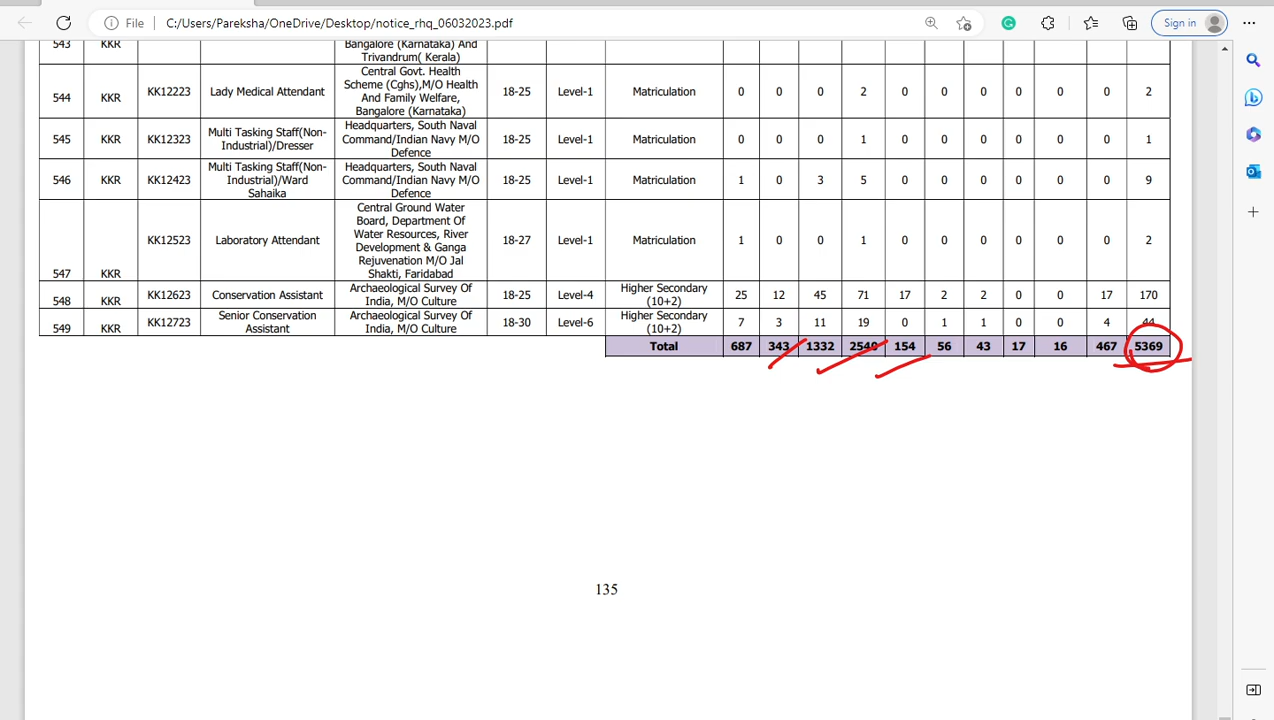 File C:/Users/Pareksha/OneDrive/Desktop/notice_rhq_06032023.pdf Sign in
543 KKR Bangalore (Karnataka) And
Trivandrum( Kerala)
544 KKR KK12223 Lady Medical Attendant Central Govt. Health
Scheme (Cghs),M/O Health
And Family Welfare,
Bangalore (Karnataka) 18-25 Level-1 Matriculation 0 0 0 2 0 0 0 0 0 0 2
545 KKR KK12323 Multi Tasking Staff(Non-
Industrial)/Dresser Headquarters, South Naval
Command/Indian Navy M/O
Defence 18-25 Level-1 Matriculation 0 0 0 1 0 0 0 0 0 0 1
546 KKR KK12423 Multi Tasking Staff(Non-
Industrial)/Ward
Sahaika Headquarters, South Naval
Command/Indian Navy M/O
Defence 18-25 Level-1 Matriculation 1 0 3 5 0 0 0 0 0 0 9
547 KKR KK12523 Laboratory Attendant Central Ground Water
Board, Department Of
Water Resources, River
Development & Ganga
Rejuvenation M/O Jal
Shakti, Faridabad 18-27 Level-1 Matriculation 1 0 0 1 0 0 0 0 0 0 2
548 KKR KK12623 Conservation Assistant Archaeological Survey Of
India, M/O Culture 18-25 Level-4 Higher Secondary
(10+2) 25 12 45 71 17 2 2 0 0 17 170
549 KKR KK12723 Senior Conservation
Assistant Archaeological Survey Of
India, M/O Culture 18-30 Level-6 Higher Secondary
(10+2) 7 3 11 19 0 1 1 0 0 4 44
Total 687 343 1332 2540 154 56 43 17 16 467 5369
135